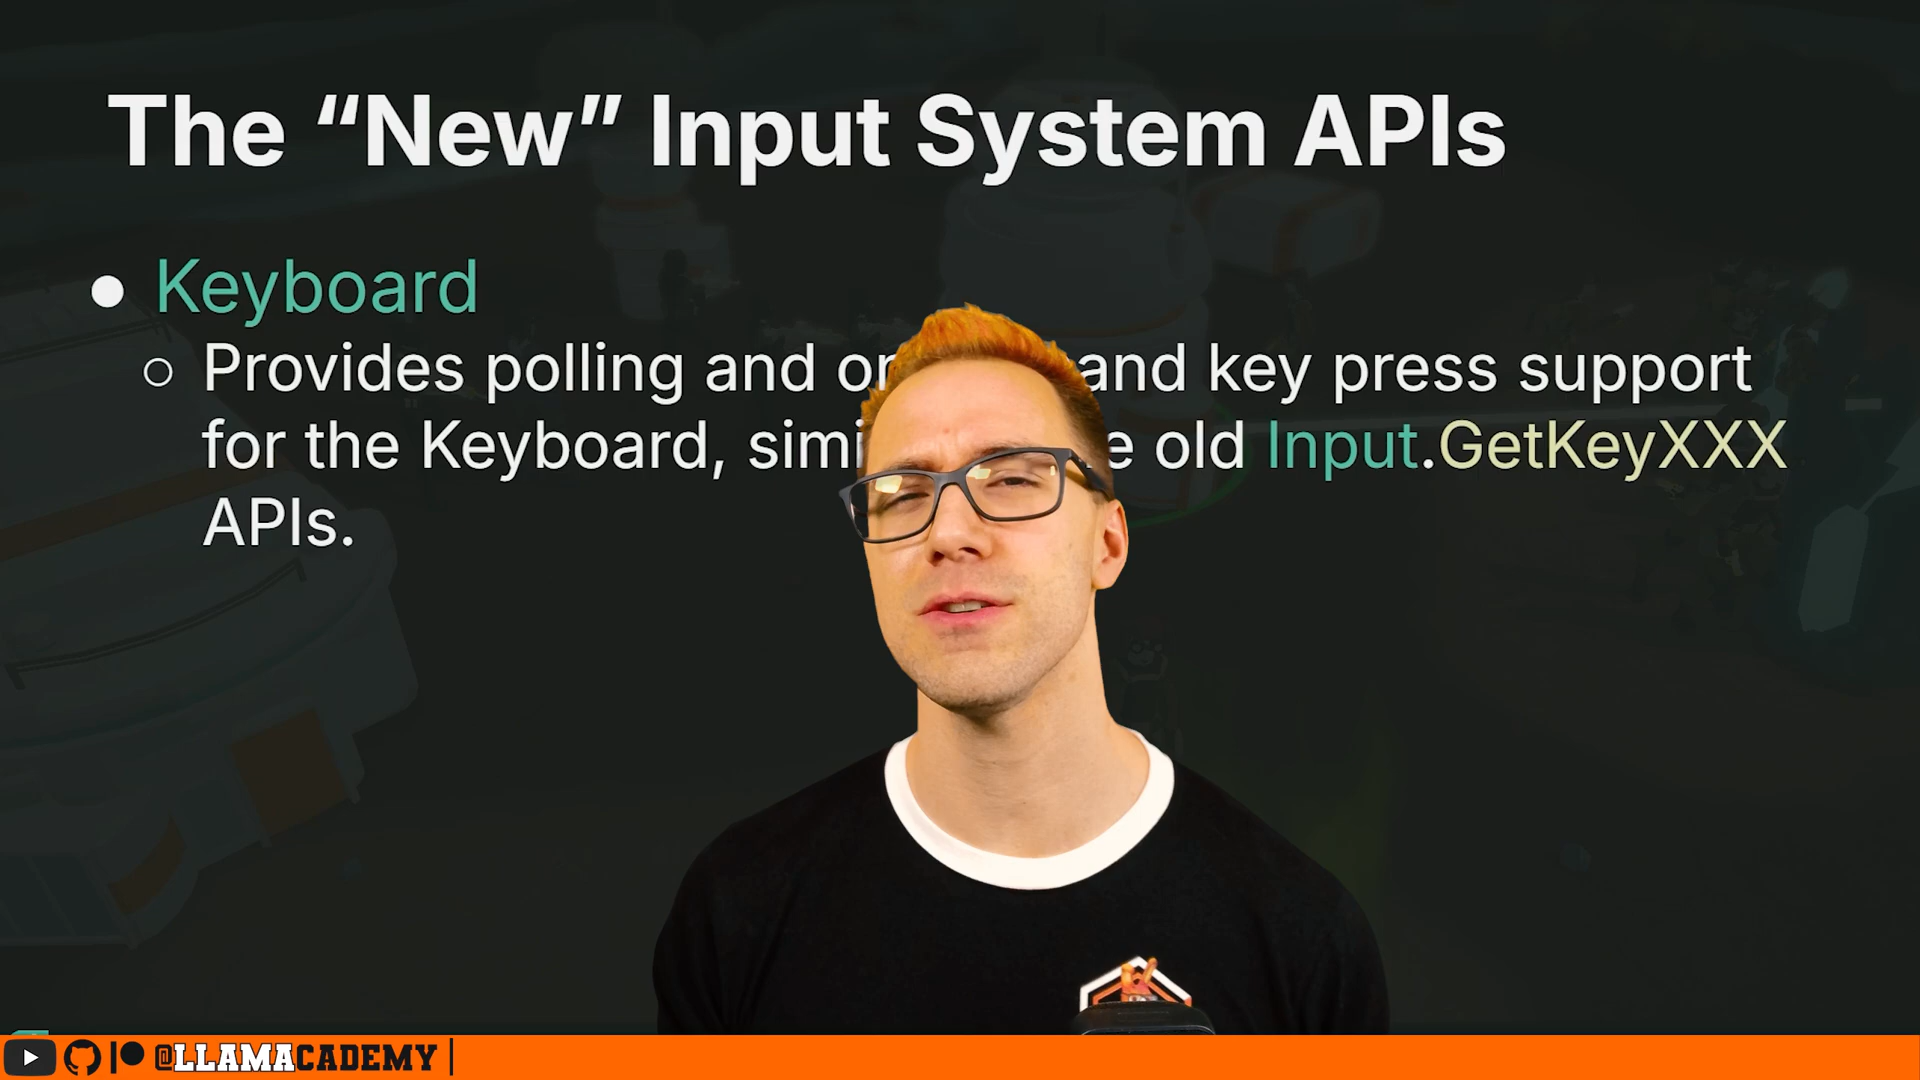 The “New” Input System APIs
Keyboard
Provides polling and and key press support
for the Keyboard, old Input.GetKeyXXX
APIs.
@LLAMACADEMY